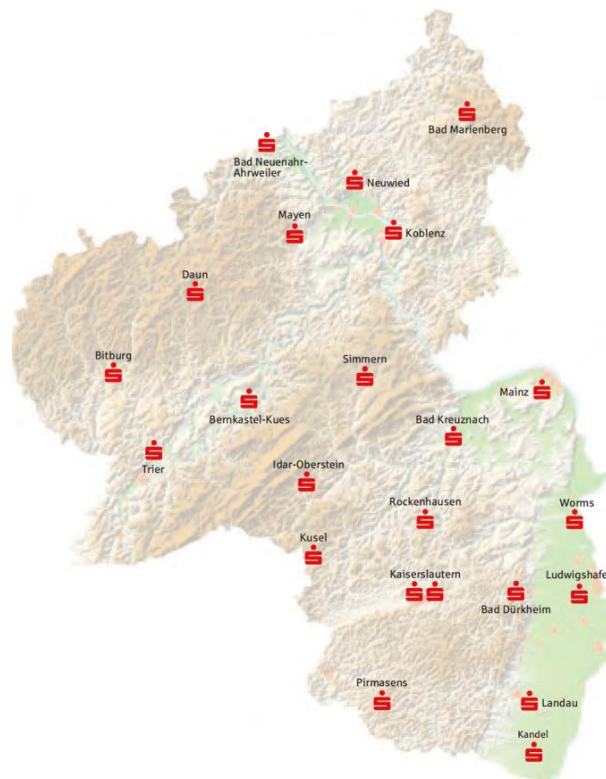 Bad Marienberg
Bad Neuenahr-
Ahrweiler
Neuwied
Mayen
Koblenz
Daun
Bitburg
Simmern
Mainz
Bernkastel-Kues
Bad Kreuznach
Trier
Idar-Oberstein
Rockenhausen
Worms
Kusel
Kaiserslautern
Ludwigshafe
Bad Dürkheim
Pirmasens
Landau
Kandel